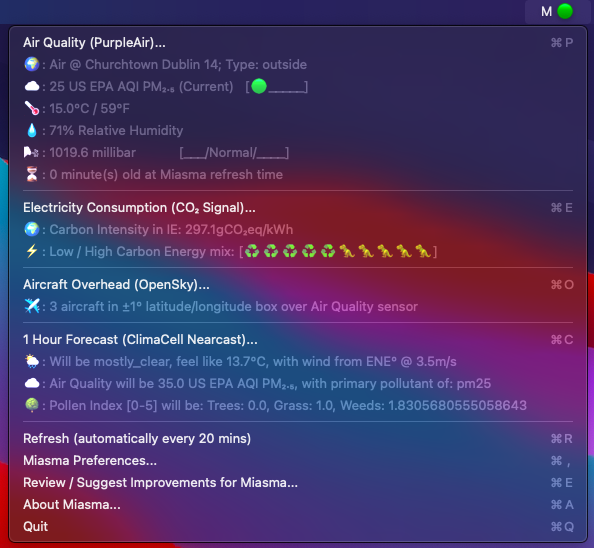 M 🟢
Air Quality (PurpleAir)... ⌘P
🌍 : Air @ Churchtown Dublin 14; Type: outside
☁️ : 25 US EPA AQI PM₂.₅ (Current) [🟢_____]
🌡️ : 15.0°C / 59°F
💧 : 71% Relative Humidity
🌬️ : 1019.6 millibar [___/Normal/____]
⏳ : 0 minute(s) old at Miasma refresh time
Electricity Consumption (CO₂ Signal)... ⌘E
🌍 : Carbon Intensity in IE: 297.1gCO₂eq/kWh
⚡ : Low / High Carbon Energy mix: [♻️ ♻️ ♻️ ♻️ ♻️ 🦖 🦖 🦖 🦖 🦖]
Aircraft Overhead (OpenSky)... ⌘O
✈️ : 3 aircraft in ±1° latitude/longitude box over Air Quality sensor
1 Hour Forecast (ClimaCell Nearcast)... ⌘C
🌦️ : Will be mostly_clear, feel like 13.7°C, with wind from ENE° @ 3.5m/s
☁️ : Air Quality will be 35.0 US EPA AQI PM₂.₅, with primary pollutant of: pm25
🌳 : Pollen Index [0-5] will be: Trees: 0.0, Grass: 1.0, Weeds: 1.8305680555058643
Refresh (automatically every 20 mins) ⌘R
Miasma Preferences... ⌘,
Review / Suggest Improvements for Miasma... ⌘E
About Miasma... ⌘A
Quit ⌘Q